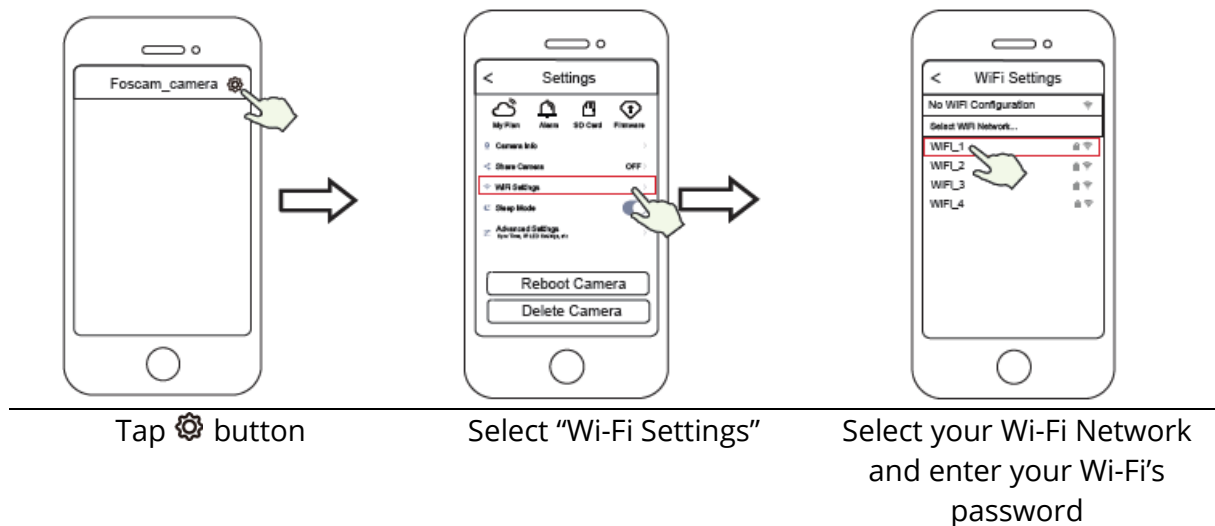 Foscam_camera
< Settings
My Plan Alarm SD Card Firmware
Camera Info
Share Camera OFF
WiFi Settings
Sleep Mode
Advanced Settings
Reboot Camera
Delete Camera
< WiFi Settings
No WIFI Configuration
Select WIFI Network...
WIFI_1
WIFI_2
WIFI_3
WIFI_4
Tap button
Select “Wi-Fi Settings”
Select your Wi-Fi Network
and enter your Wi-Fi’s
password